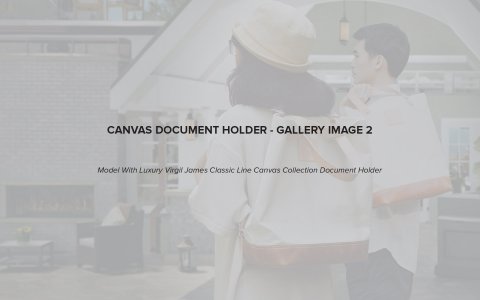 CANVAS DOCUMENT HOLDER - GALLERY IMAGE 2
Model With Luxury Virgil James Classic Line Canvas Collection Document Holder